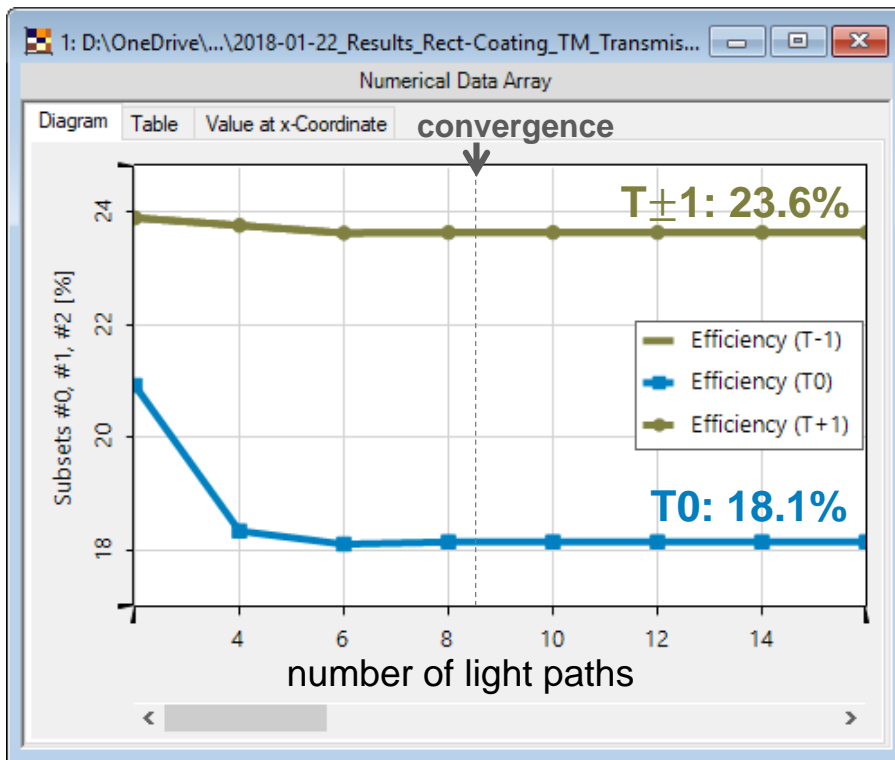 1: D:\OneDrive\...\2018-01-22_Results_Rect-Coating_TM_Transmis...
Numerical Data Array
Diagram Table Value at x-Coordinate
convergence
T±1: 23.6%
24
22
20
18
Subsets #0, #1, #2 [%]
Efficiency (T-1)
Efficiency (T0)
Efficiency (T+1)
T0: 18.1%
4 6 8 10 12 14
number of light paths